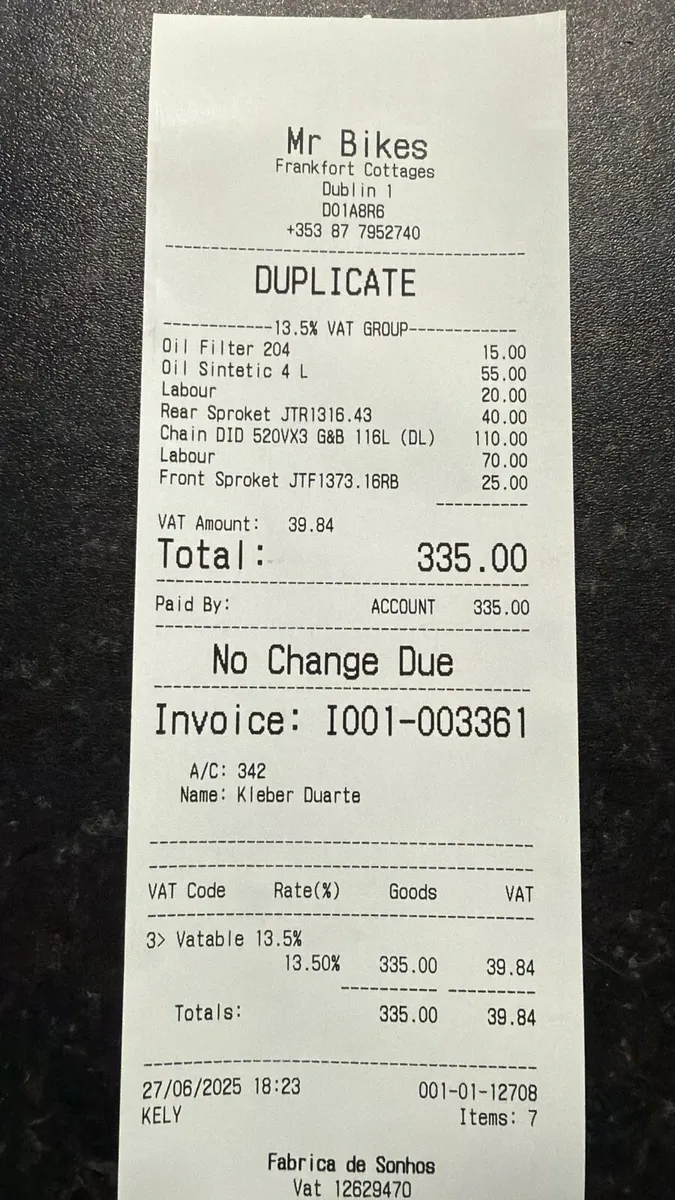 Mr Bikes
Frankfort Cottages
Dublin 1
D01A8R6
+353 87 7952740
DUPLICATE
------------13.5% VAT GROUP------------
Oil Filter 204 15.00
Oil Sintetic 4 L 55.00
Labour 20.00
Rear Sproket JTR1316.43 40.00
Chain DID 520VX3 G&B 116L (DL) 110.00
Labour 70.00
Front Sproket JTF1373.16RB 25.00
VAT Amount: 39.84
Total: 335.00
Paid By: ACCOUNT 335.00
No Change Due
Invoice: I001-003361
A/C: 342
Name: Kleber Duarte
VAT Code Rate(%) Goods VAT
3> Vatable 13.5%
13.50% 335.00 39.84
Totals: 335.00 39.84
27/06/2025 18:23 001-01-12708
KELY Items: 7
Fabrica de Sonhos
Vat 12629470